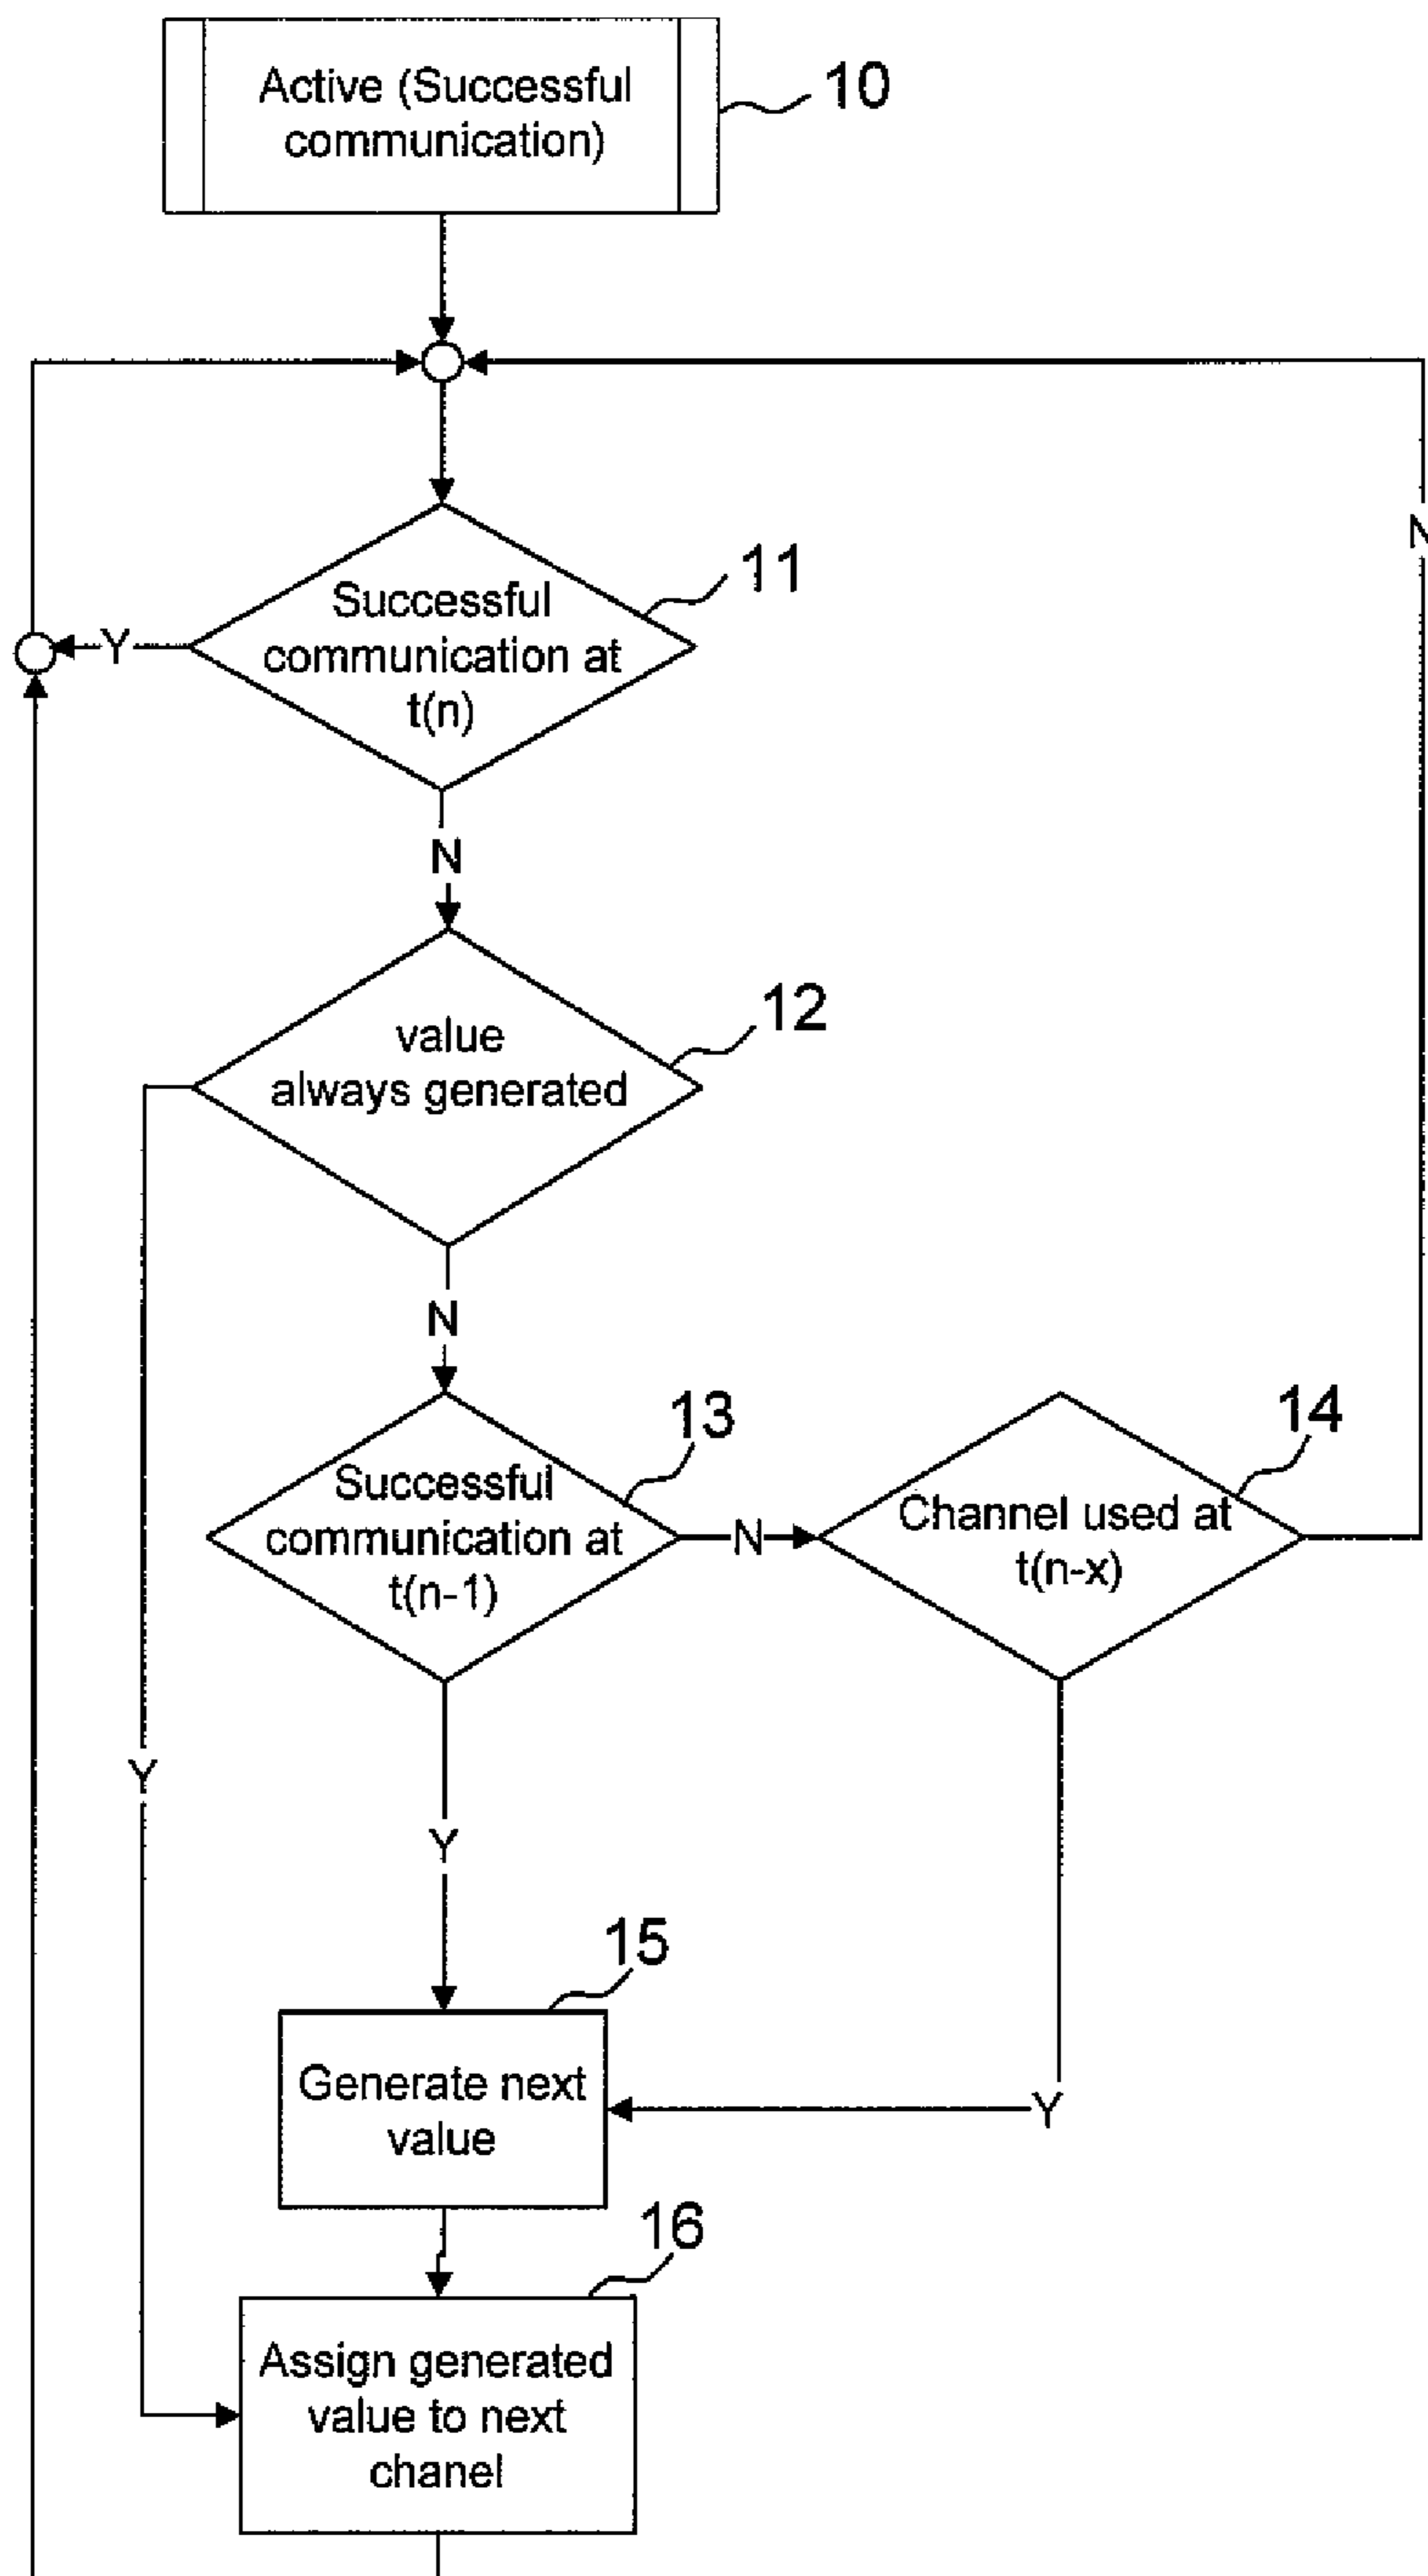 Active (Successful
communication)
10
N
11
Successful
communication at
t(n)
Y
N
12
value
always generated
N
13
Successful
communication at
t(n-1)
N
14
Channel used at
t(n-x)
Y
Y
15
Generate next
value
Y
16
Assign generated
value to next
chanel